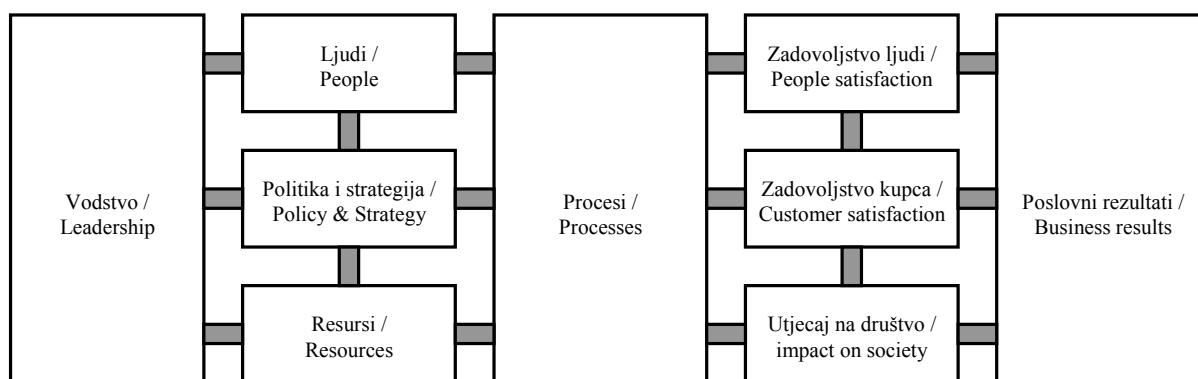 Vodstvo /
Leadership
Ljudi /
People
Politika i strategija /
Policy & Strategy
Resursi /
Resources
Procesi /
Processes
Zadovoljstvo ljudi /
People satisfaction
Zadovoljstvo kupca /
Customer satisfaction
Utjecaj na društvo /
impact on society
Poslovni rezultati /
Business results